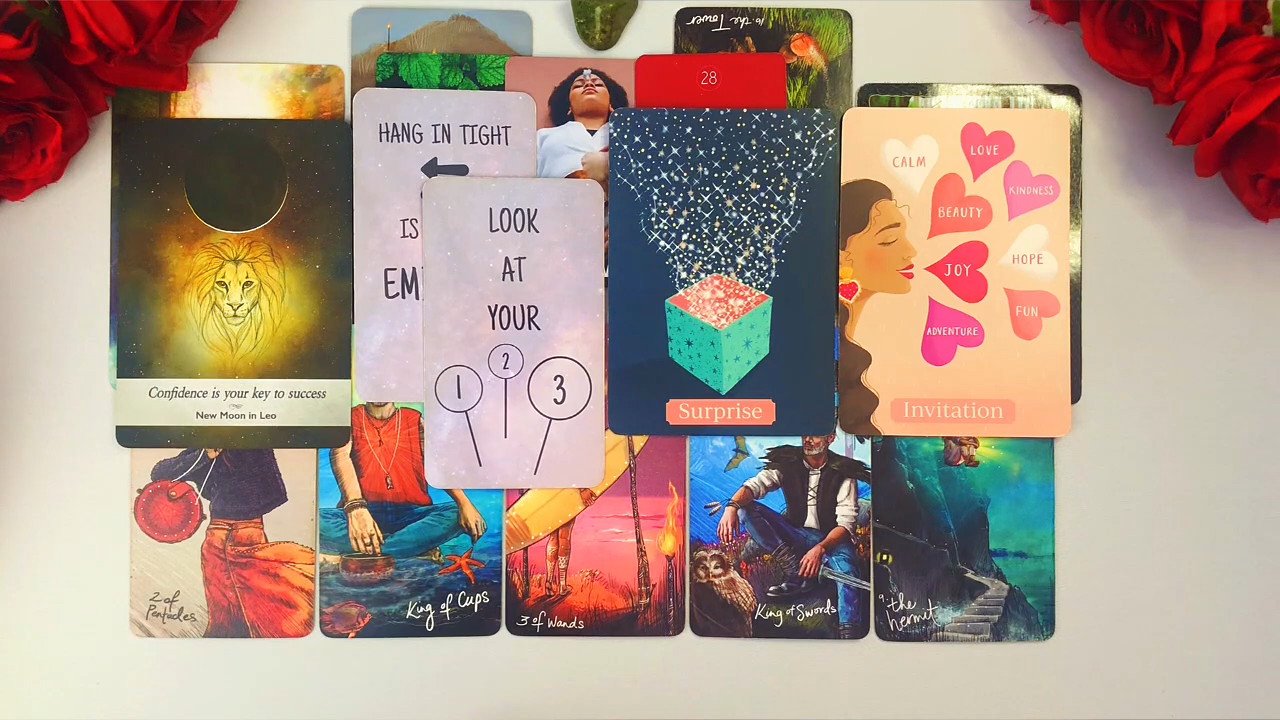 16: the Tower
28
HANG IN TIGHT
IS
LOOK
AT
YOUR
1
2
3
Confidence is your key to success
New Moon in Leo
Surprise
CALM
LOVE
KINDNESS
BEAUTY
JOY
HOPE
FUN
ADVENTURE
Invitation
2 of
Pentacles
King of Cups
3 of Wands
King of Swords
9 the
hermit